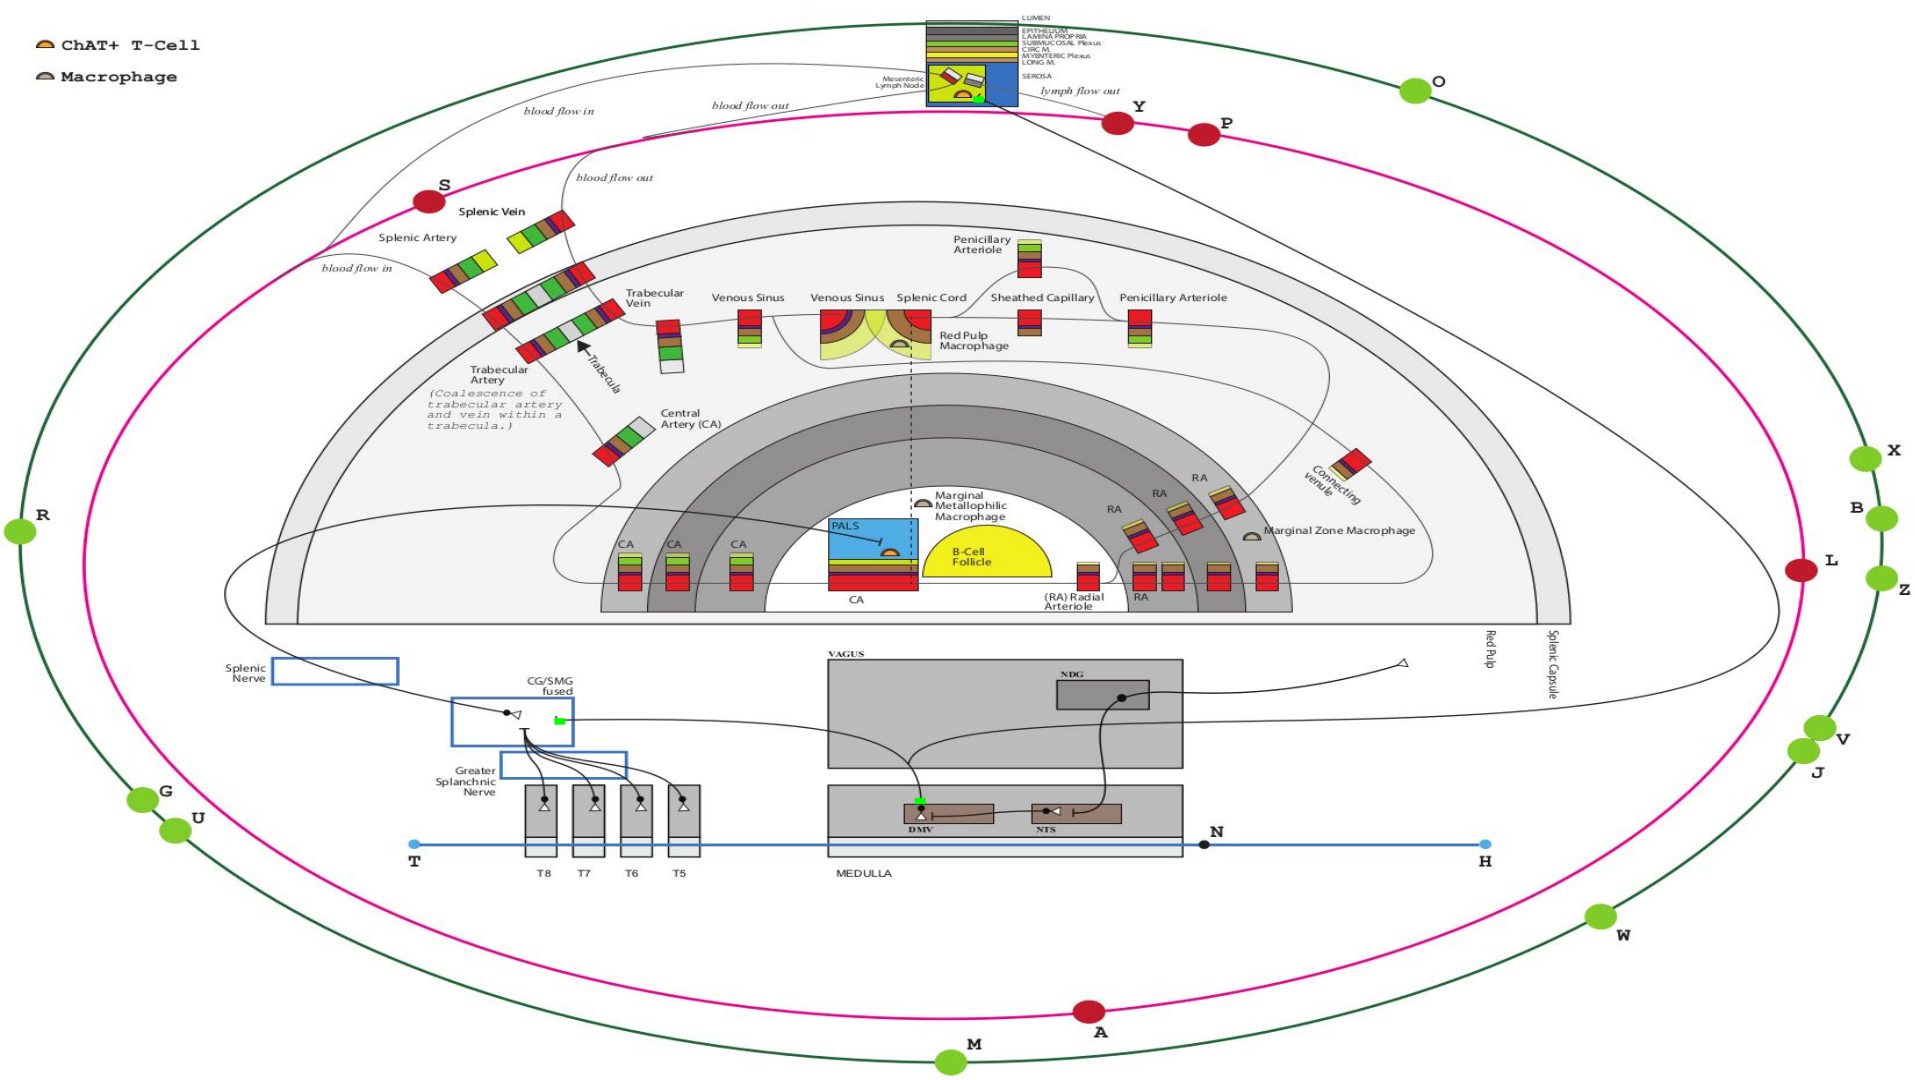 LUMEN
EPITHELIUM
LAMINA PROPRIA
SUBMUCOSAL Plexus
CIRC M.
MYENTERIC Plexus
LONG M.
SEROSA
Mesenteric
Lymph Node
ChAT+ T-Cell
Macrophage
blood flow in
blood flow out
lymph flow out
O
Y
P
blood flow out
S
Splenic Vein
Splenic Artery
blood flow in
Penicillary
Arteriole
Trabecular
Vein
Venous Sinus
Venous Sinus
Splenic Cord
Sheathed Capillary
Penicillary Arteriole
Red Pulp
Macrophage
Trabecula
Trabecular
Artery
(Coalescence of
trabecular artery
and vein within a
trabecula.)
Central
Artery (CA)
X
B
R
Connecting
venule
RA
RA
RA
Marginal
Metallophilic
Macrophage
Marginal Zone Macrophage
PALS
B-Cell
Follicle
CA
CA
CA
CA
(RA) Radial
Arteriole
RA
L
Z
Red Pulp
Splenic Capsule
Splenic
Nerve
VAGUS
NDG
CG/SMG
fused
V
J
Greater
Splanchnic
Nerve
G
U
DMV
NTS
T
N
H
T8
T7
T6
T5
MEDULLA
W
A
M